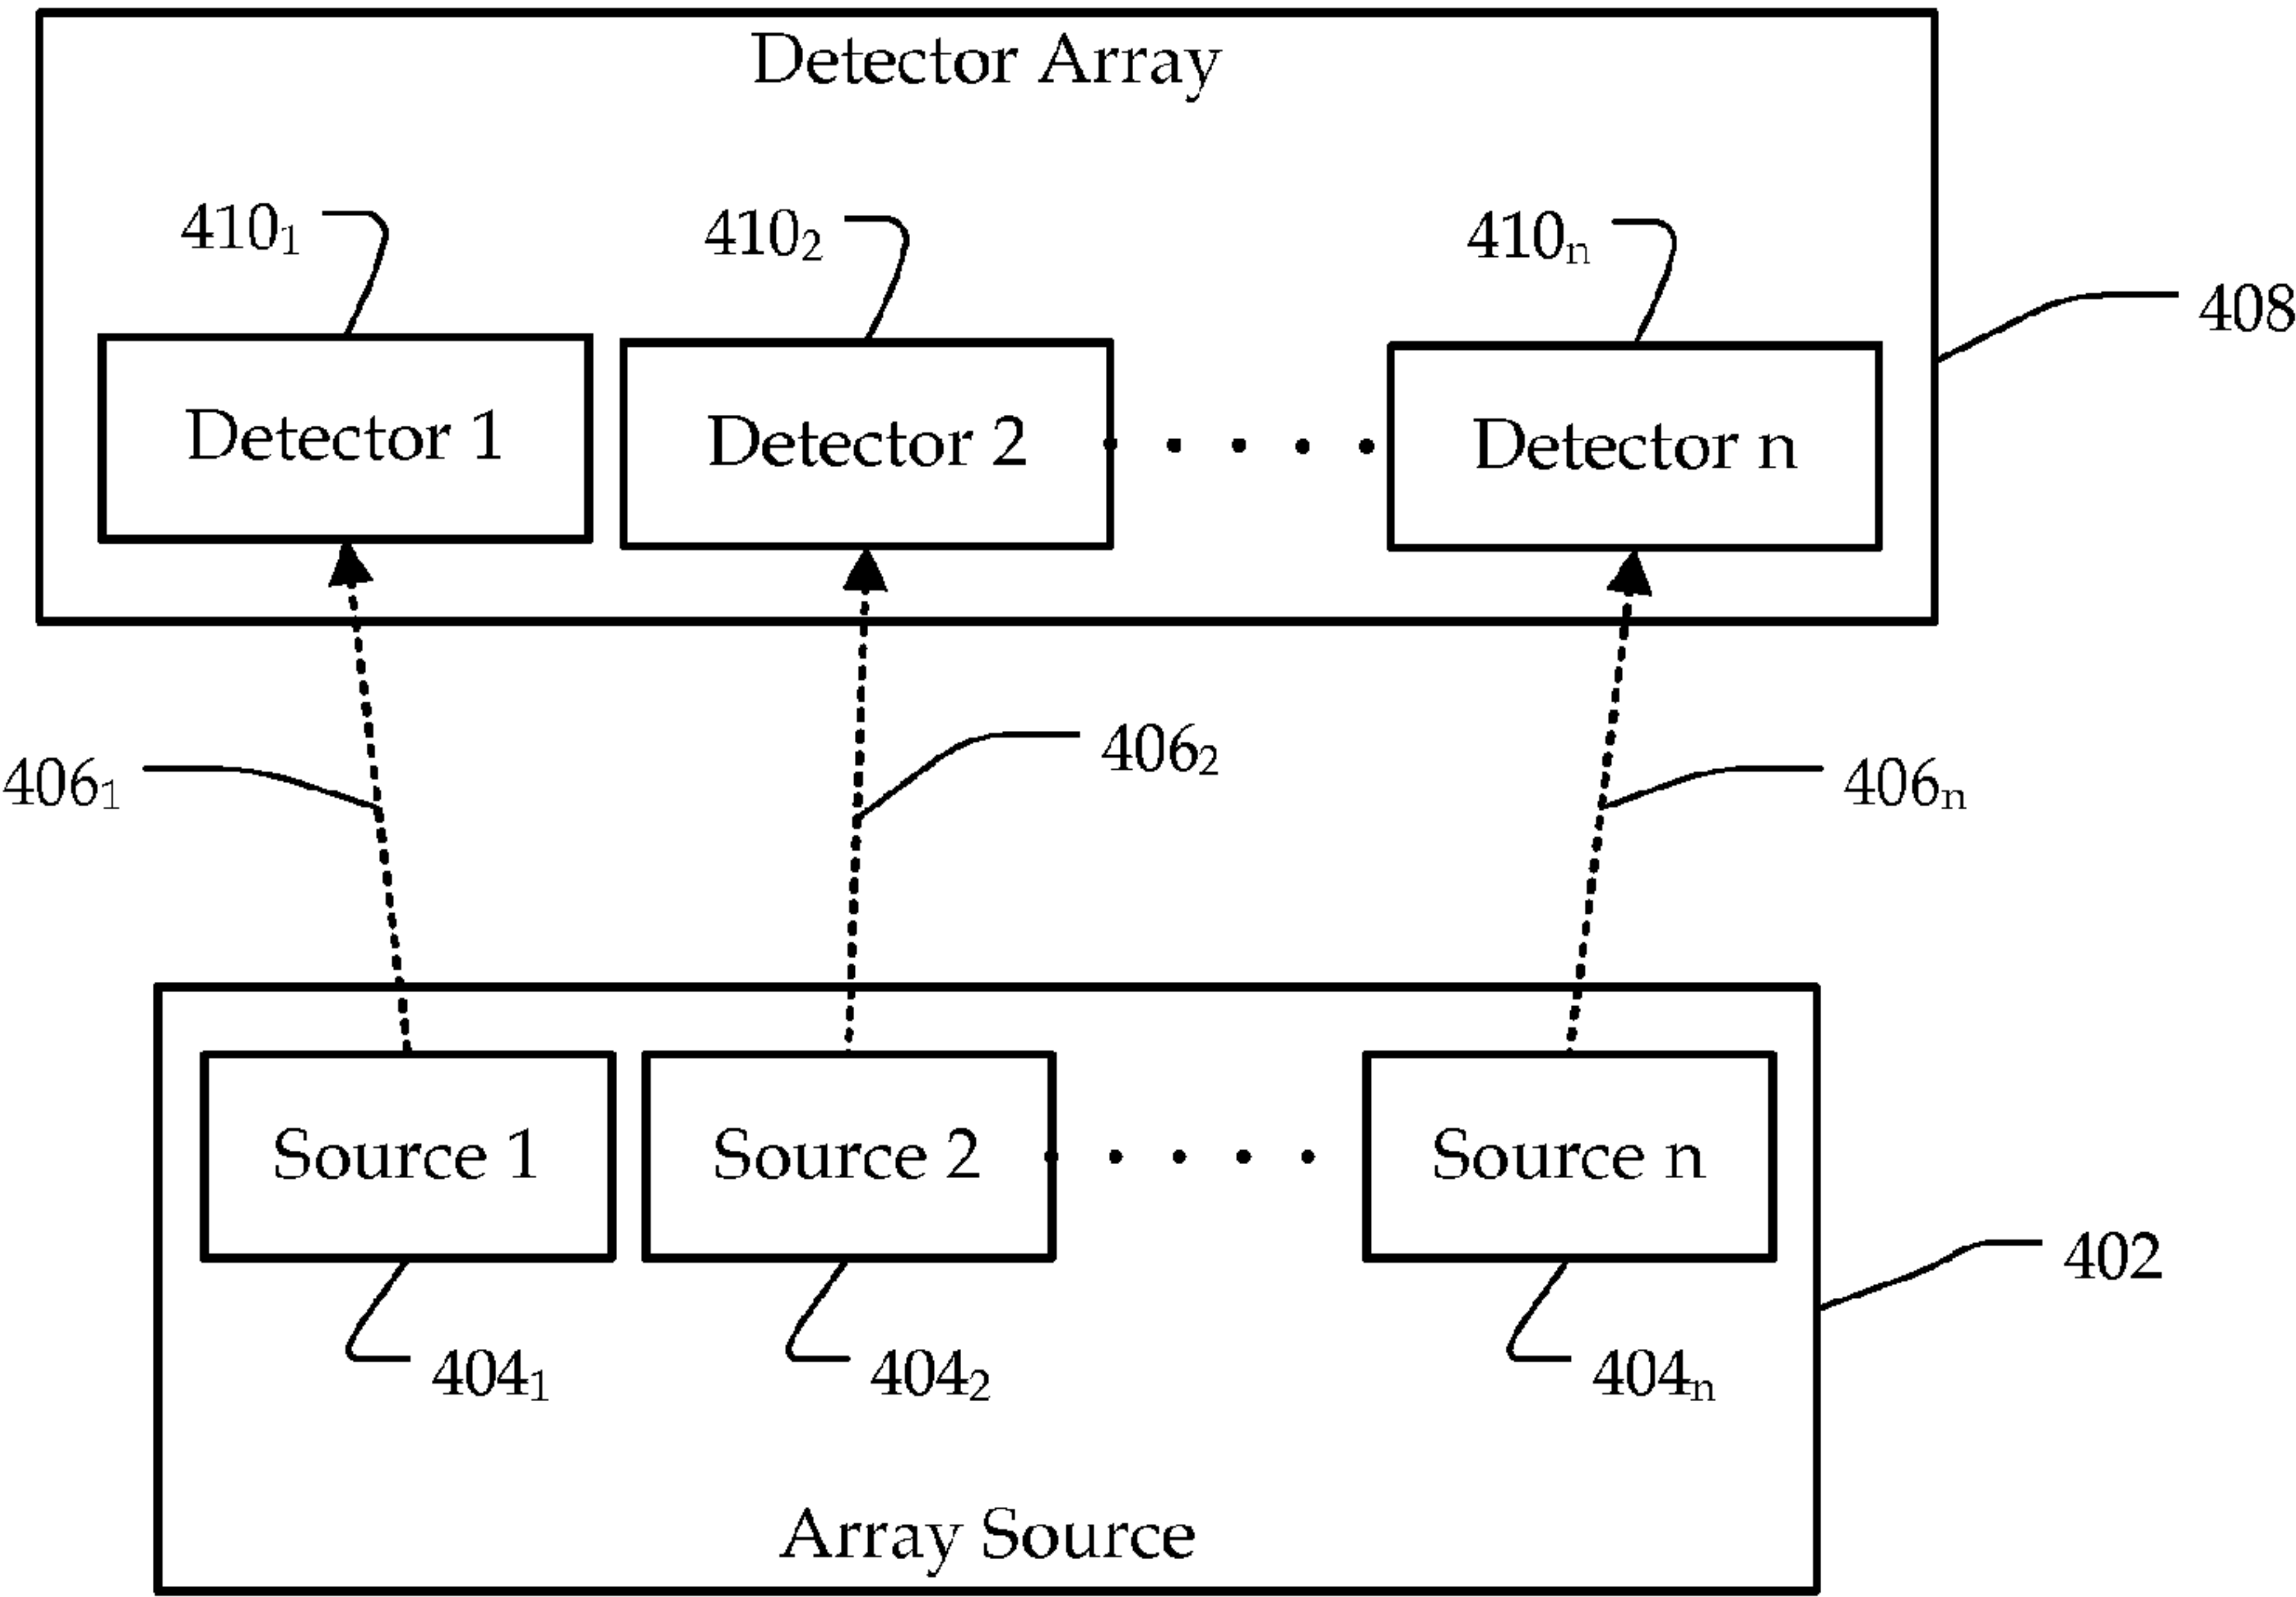 Detector Array
410₁
410₂
410ₙ
408
Detector 1
Detector 2
Detector n
406₁
406₂
406ₙ
Source 1
Source 2
Source n
402
404₁
404₂
404ₙ
Array Source